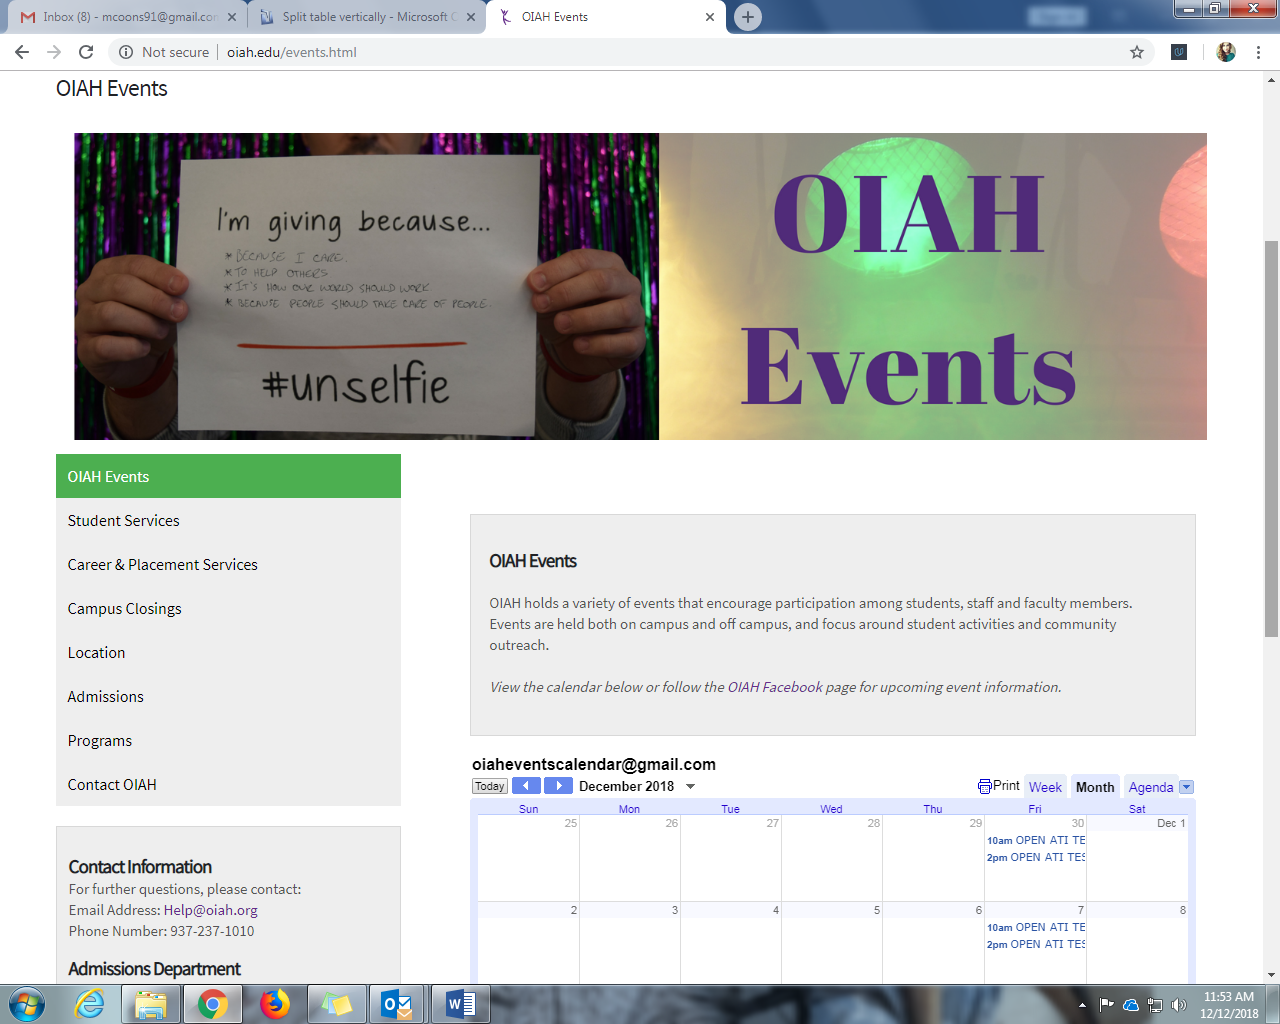 Inbox (8) - mcoons91@gmail.con
Split table vertically - Microsoft C
OIAH Events
Not secure
oiah.edu/events.html
OIAH Events
I'm giving because...
* BECAUSE I CARE.
* TO HELP OTHERS
* IT'S HOW OUR WORLD SHOULD WORK.
* BECAUSE PEOPLE SHOULD TAKE CARE OF PEOPLE.
#unselfie
OIAH
Events
OIAH Events
Student Services
Career & Placement Services
Campus Closings
Location
Admissions
Programs
Contact OIAH
Contact Information
For further questions, please contact:
Email Address: Help@oiah.org
Phone Number: 937-237-1010
Admissions Department
OIAH Events
OIAH holds a variety of events that encourage participation among students, staff and faculty members.
Events are held both on campus and off campus, and focus around student activities and community
outreach.
View the calendar below or follow the OIAH Facebook page for upcoming event information.
oiaheventscalendar@gmail.com
Today December 2018 Print Week Month Agenda
Sun Mon Tue Wed Thu Fri Sat
25 26 27 28 29 30 Dec 1
10am OPEN ATI TE
2pm OPEN ATI TES
2 3 4 5 6 7 8
10am OPEN ATI TE
2pm OPEN ATI TES
11:53 AM
12/12/2018